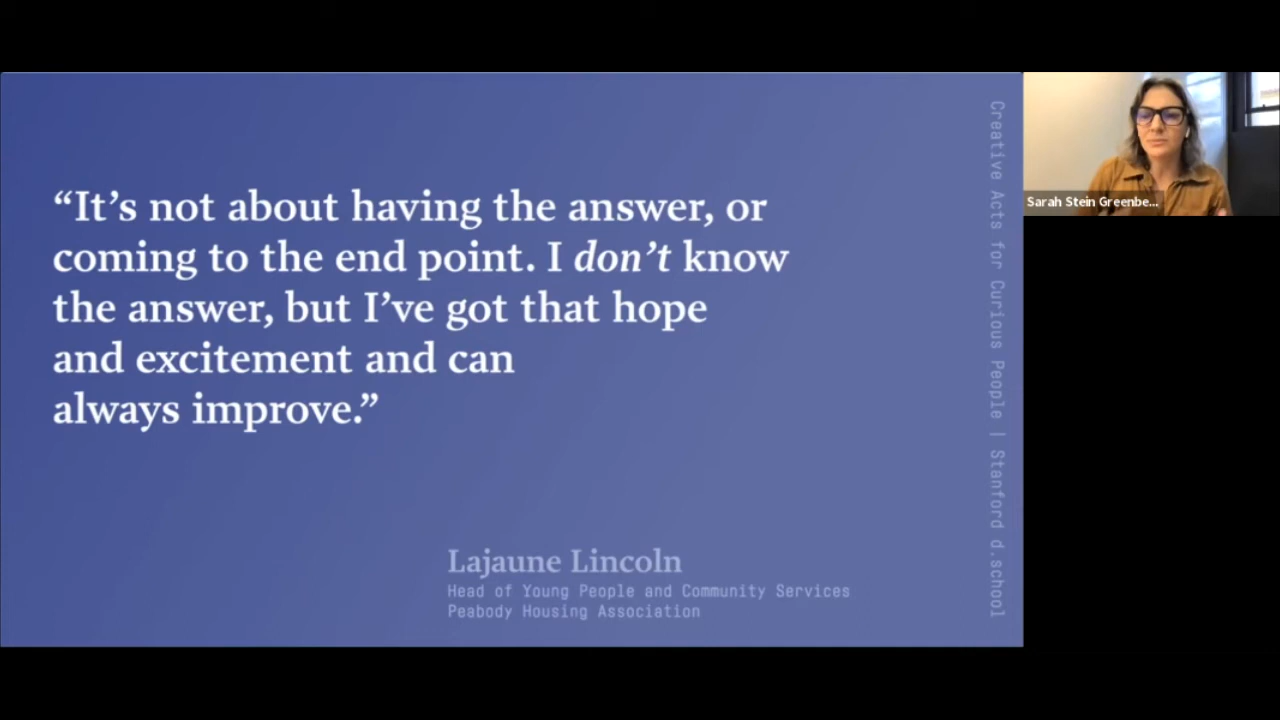 “It’s not about having the answer, or
coming to the end point. I don’t know
the answer, but I’ve got that hope
and excitement and can
always improve.”
Lajaune Lincoln
Head of Young People and Community Services
Peabody Housing Association
Creative Acts for Curious People | Stanford d.school
Sarah Stein Greenbe...